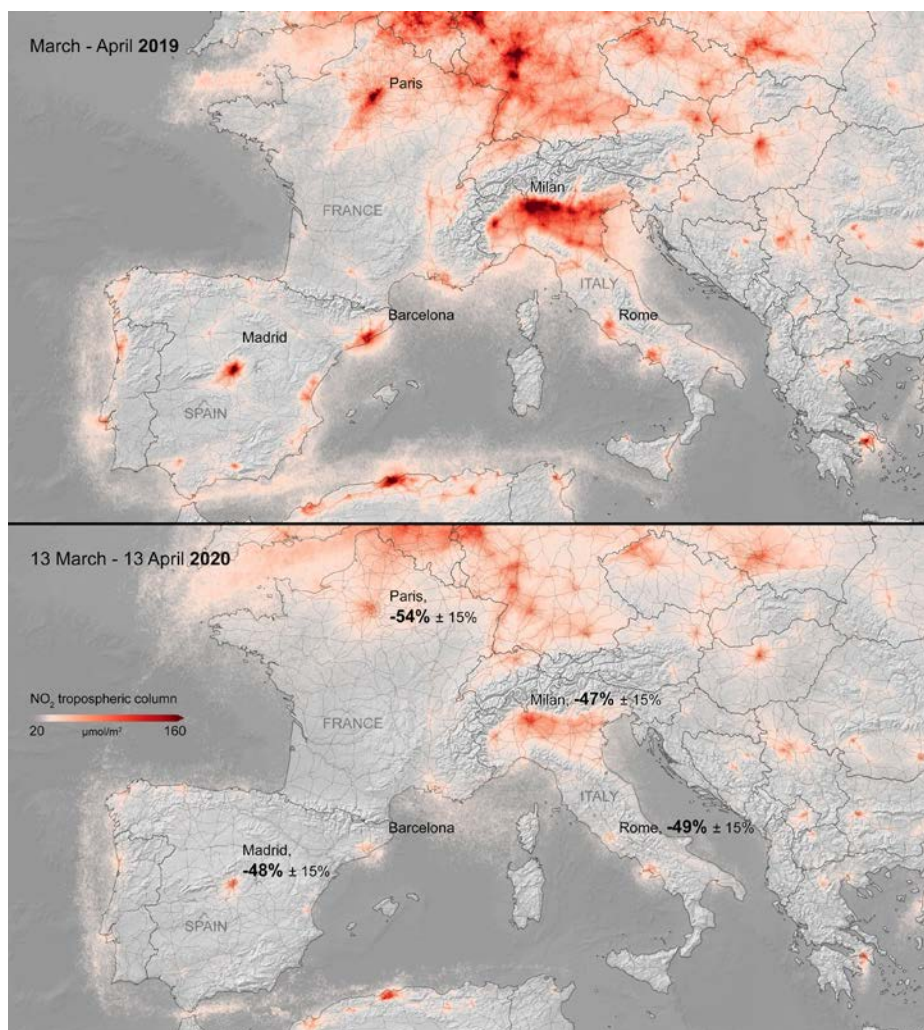 March - April 2019
Paris
Milan
FRANCE
ITALY
Barcelona
Rome
Madrid
SPAIN
13 March - 13 April 2020
Paris,
-54% ± 15%
NO₂ tropospheric column
20 µmol/m² 160
Milan, -47% ± 15%
FRANCE
ITALY
Barcelona
Rome, -49% ± 15%
Madrid,
-48% ± 15%
SPAIN